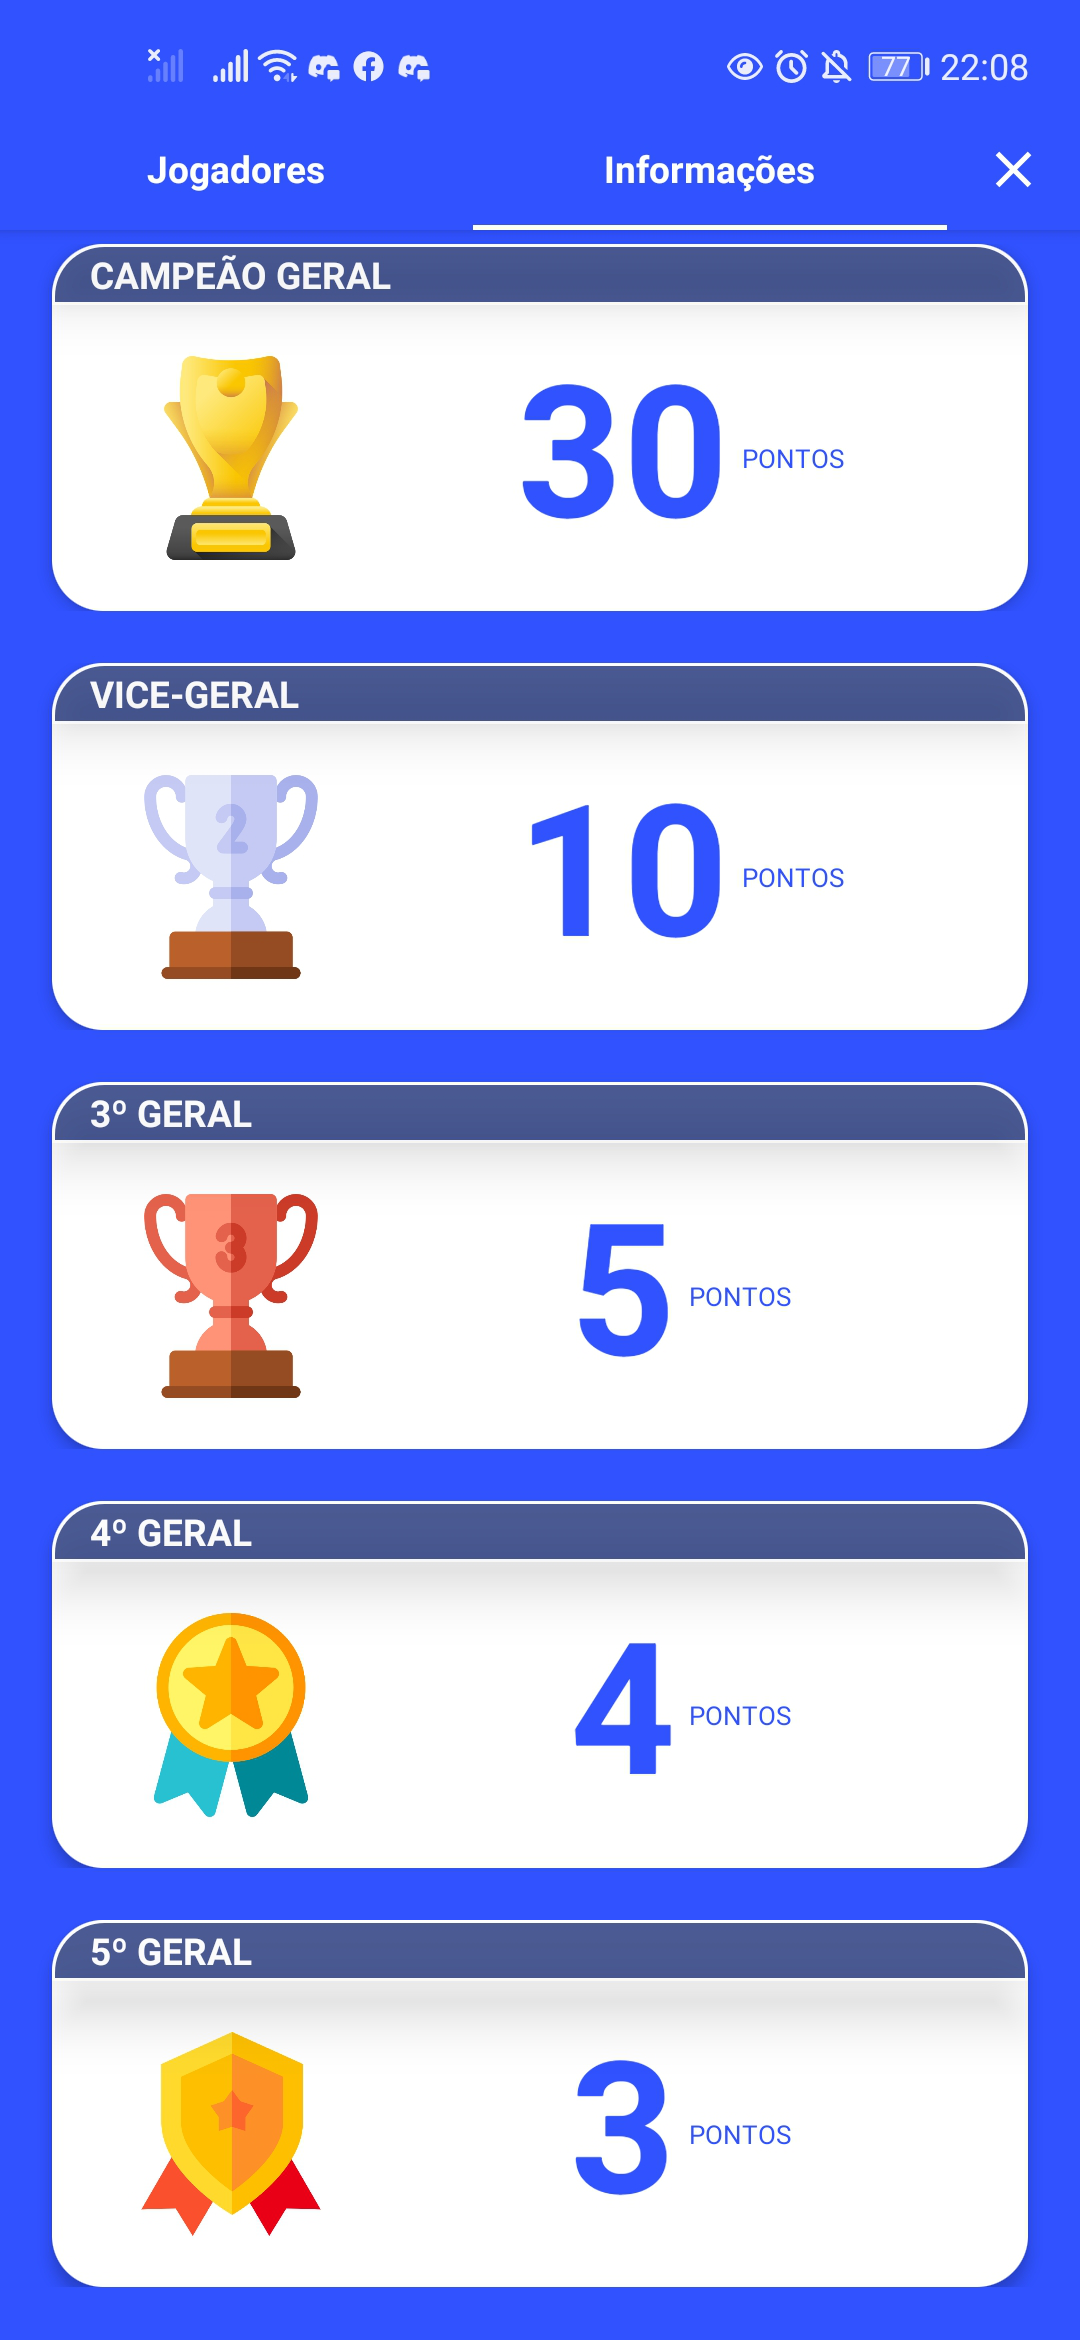 77 22:08
Jogadores Informações
CAMPEÃO GERAL
30 PONTOS
VICE-GERAL
2
10 PONTOS
3º GERAL
3
5 PONTOS
4º GERAL
4 PONTOS
5º GERAL
3 PONTOS